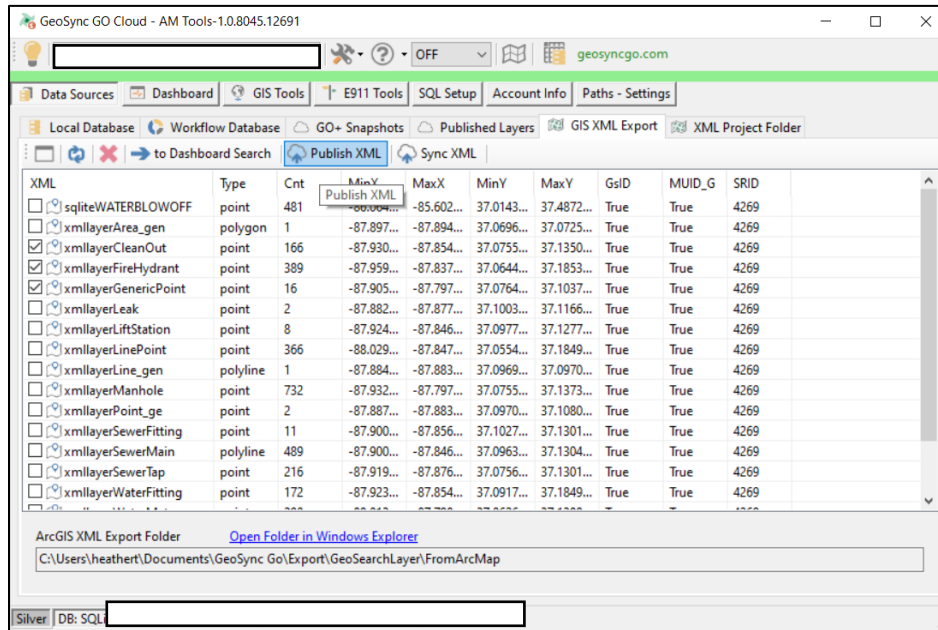 GeoSync GO Cloud - AM Tools-1.0.8045.12691
OFF geosyncgo.com
Data Sources Dashboard GIS Tools E911 Tools SQL Setup Account Info Paths - Settings
Local Database Workflow Database GO+ Snapshots Published Layers GIS XML Export XML Project Folder
to Dashboard Search Publish XML Sync XML
XML Type Cnt MinX MaxX MinY MaxY GsID MUID_G SRID
Publish XML
sqliteWATERBLOWOFF point 481 -86.064... -85.602... 37.0143... 37.4872... True True 4269
xmllayerArea_gen polygon 1 -87.897... -87.894... 37.0696... 37.0725... True True 4269
xmllayerCleanOut point 166 -87.930... -87.854... 37.0755... 37.1350... True True 4269
xmllayerFireHydrant point 389 -87.959... -87.837... 37.0644... 37.1853... True True 4269
xmllayerGenericPoint point 16 -87.905... -87.797... 37.0764... 37.1037... True True 4269
xmllayerLeak point 2 -87.882... -87.877... 37.1003... 37.1166... True True 4269
xmllayerLiftStation point 8 -87.924... -87.846... 37.0977... 37.1277... True True 4269
xmllayerLinePoint point 366 -88.029... -87.847... 37.0554... 37.1849... True True 4269
xmllayerLine_gen polyline 1 -87.884... -87.883... 37.0969... 37.0970... True True 4269
xmllayerManhole point 732 -87.932... -87.797... 37.0755... 37.1373... True True 4269
xmllayerPoint_ge point 2 -87.887... -87.883... 37.0970... 37.1080... True True 4269
xmllayerSewerFitting point 11 -87.900... -87.856... 37.1027... 37.1301... True True 4269
xmllayerSewerMain polyline 489 -87.900... -87.846... 37.0963... 37.1304... True True 4269
xmllayerSewerTap point 216 -87.919... -87.876... 37.0756... 37.1301... True True 4269
xmllayerWaterFitting point 172 -87.923... -87.854... 37.0917... 37.1849... True True 4269
ArcGIS XML Export Folder Open Folder in Windows Explorer
C:\Users\heathert\Documents\GeoSync Go\Export\GeoSearchLayer\FromArcMap
Silver DB: SQLi